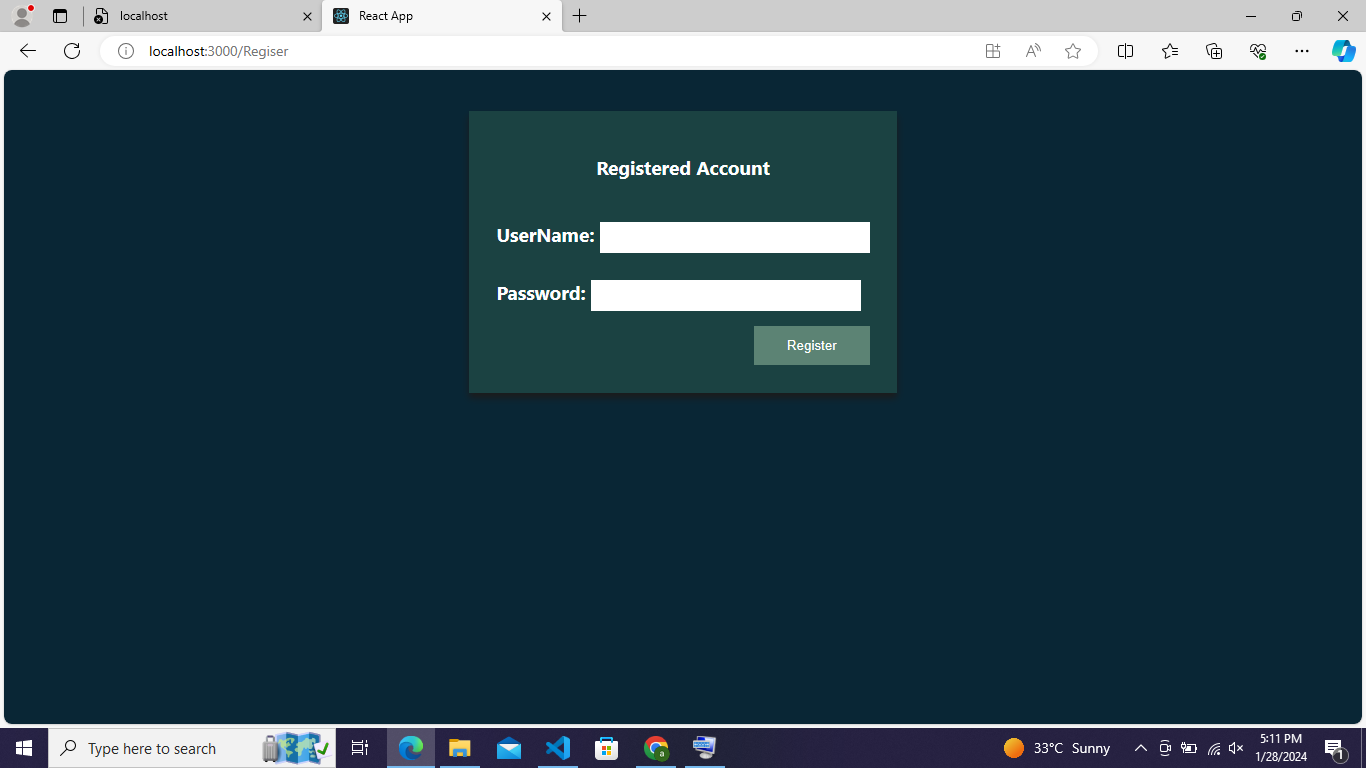 localhost
React App
localhost:3000/Regiser
Registered Account
UserName:
Password:
Register
Type here to search
33°C Sunny
5:11 PM
1/28/2024
1